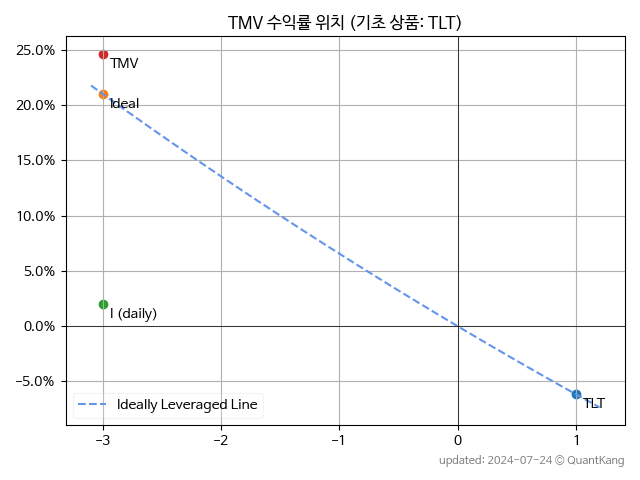 TMV 수익률 위치 (기초 상품: TLT)
25.0%
TMV
20.0%
Ideal
15.0%
10.0%
5.0%
I (daily)
0.0%
−5.0%
TLT
Ideally Leveraged Line
−3
−2
−1
0
1
updated: 2024-07-24 © QuantKang